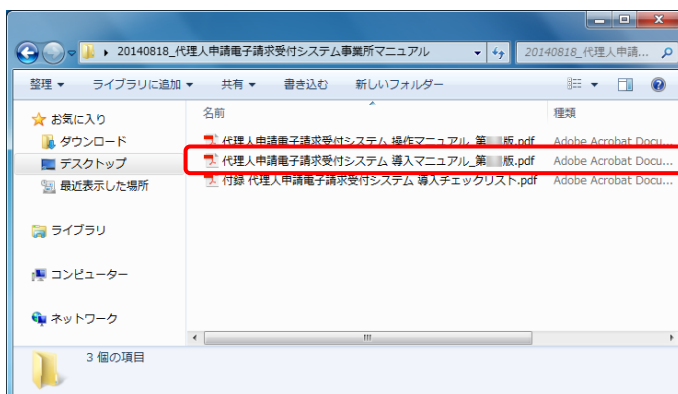 20140818_代理人申請電子請求受付システム事業所マニュアル
20140818_代理人申請...
整理 ライブラリに追加 共有 書き込む 新しいフォルダー
名前 種類
お気に入り
ダウンロード
デスクトップ
最近表示した場所
ライブラリ
コンピューター
ネットワーク
代理人申請電子請求受付システム 操作マニュアル_第 版.pdf Adobe Acrobat Docu...
代理人申請電子請求受付システム 導入マニュアル_第 版.pdf Adobe Acrobat Docu...
付録 代理人申請電子請求受付システム 導入チェックリスト.pdf Adobe Acrobat Docu...
3 個の項目